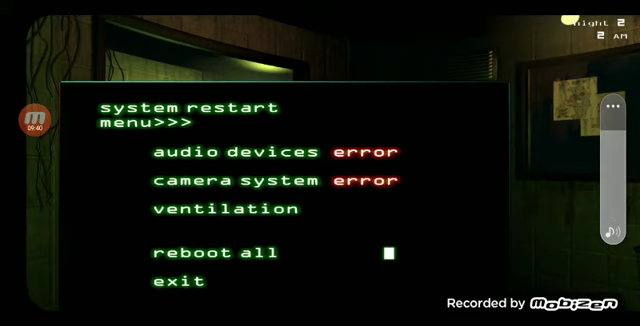 night 2
2 AM
09:40
system restart
menu>>>
audio devices error
camera system error
ventilation
reboot all
exit
Recorded by mobizen